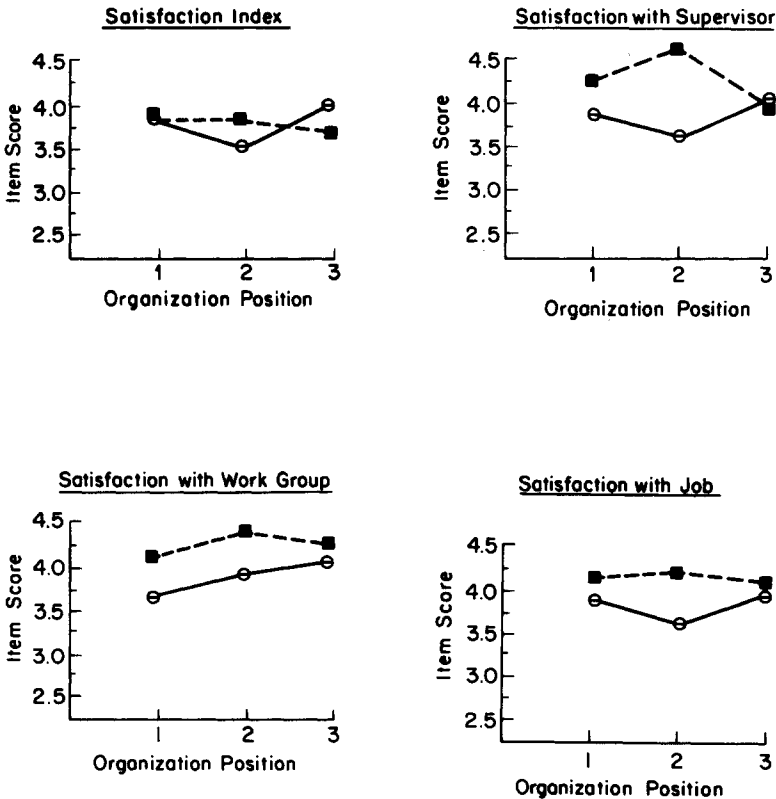 Satisfaction Index
4.5
4.0
3.5
3.0
2.5
Item Score
1 2 3
Organization Position
Satisfaction with Supervisor
4.5
4.0
3.5
3.0
2.5
Item Score
1 2 3
Organization Position
Satisfaction with Work Group
4.5
4.0
3.5
3.0
2.5
Item Score
1 2 3
Organization Position
Satisfaction with Job
4.5
4.0
3.5
3.0
2.5
Item Score
1 2 3
Organization Position